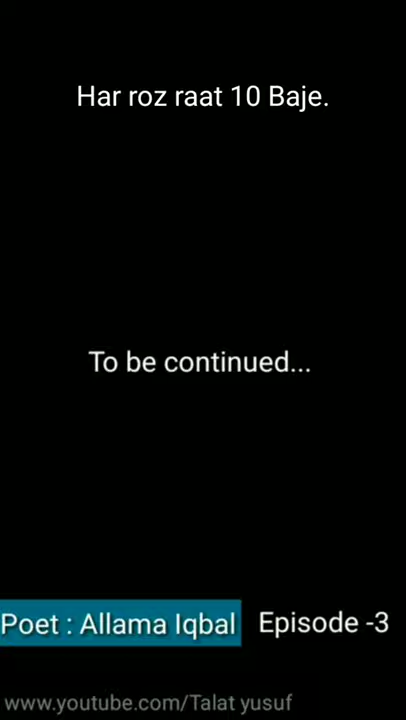 Har roz raat 10 Baje.
To be continued...
Poet : Allama Iqbal
Episode -3
www.youtube.com/Talat yusuf